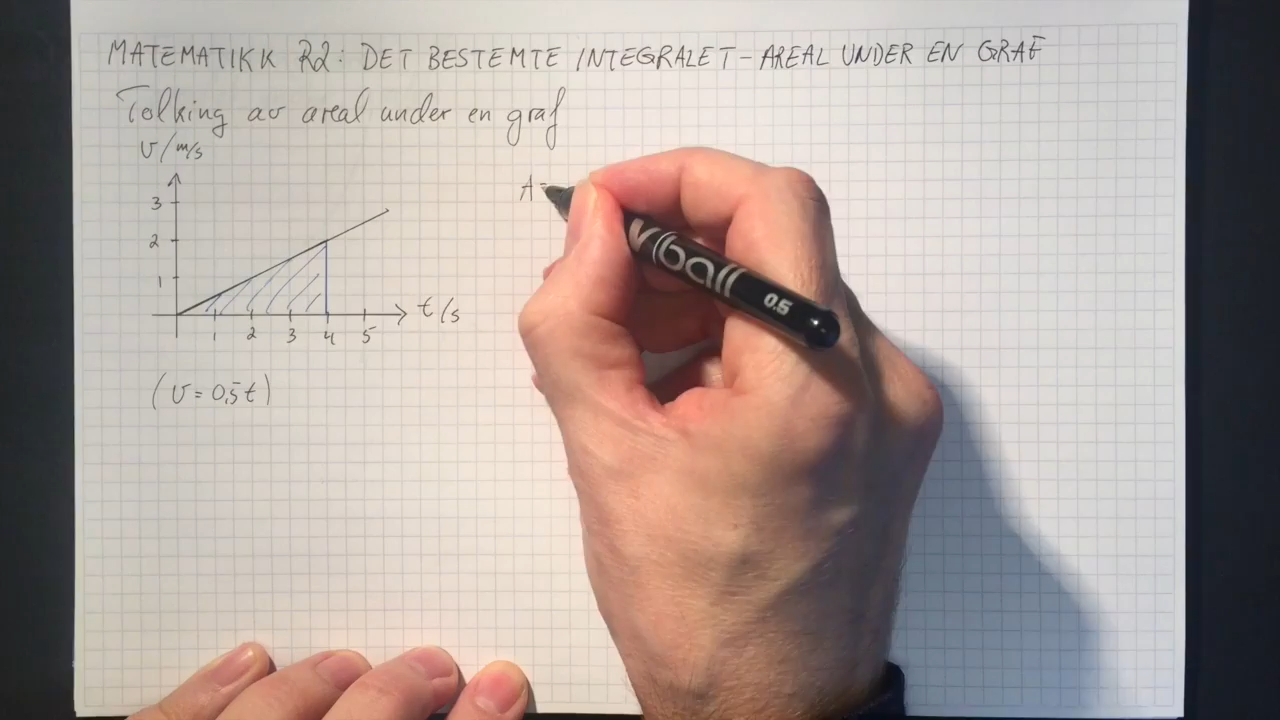 MATEMATIKK R2: DET BESTEMTE INTEGRALET - AREAL UNDER EN GRAF
Tolking av areal under en graf
v/m/s
3
2
1
1 2 3 4 5
t/s
(v = 0,5t)
A =
viball 0.5